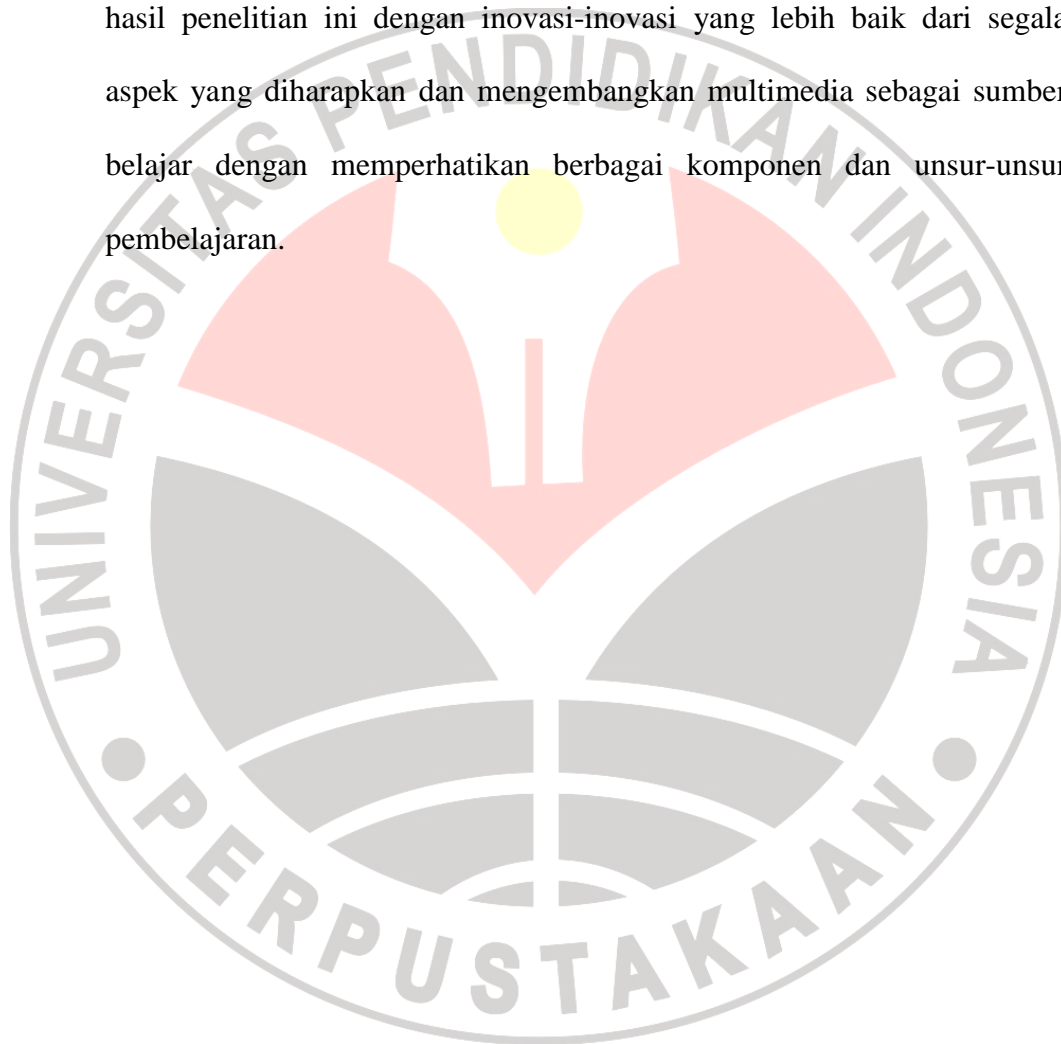 hasil penelitian ini dengan inovasi-inovasi yang lebih baik dari segala
aspek yang diharapkan dan mengembangkan multimedia sebagai sumber
belajar dengan memperhatikan berbagai komponen dan unsur-unsur
pembelajaran.
UNIVERSITAS PENDIDIKAN INDONESIA
PERPUSTAKAAN